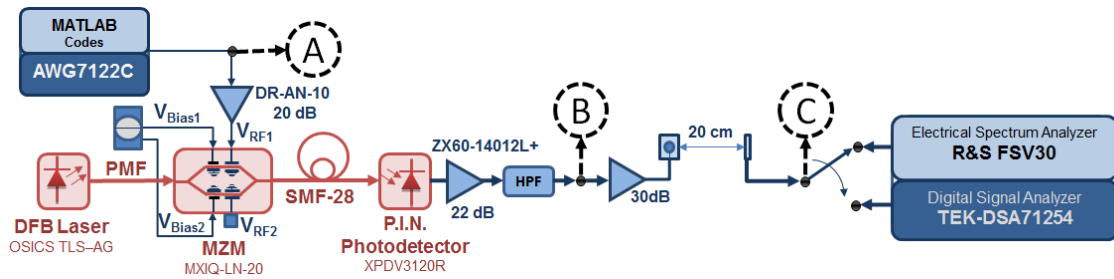 MATLAB
Codes
AWG7122C
A
DR-AN-10
20 dB
VBias1
VRF1
PMF
DFB Laser
OSICS TLS–AG
VBias2
VRF2
MZM
MXIQ-LN-20
SMF-28
P.I.N.
Photodetector
XPDV3120R
ZX60-14012L+
22 dB
HPF
B
30dB
20 cm
C
Electrical Spectrum Analyzer
R&S FSV30
Digital Signal Analyzer
TEK-DSA71254